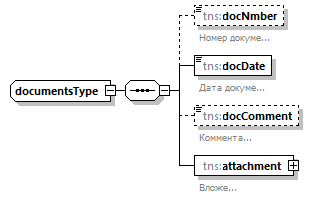 tns:docNmber
Номер докуме...
documentsType
tns:docDate
Дата докуме...
tns:docComment
Коммента...
tns:attachment
Вложе...